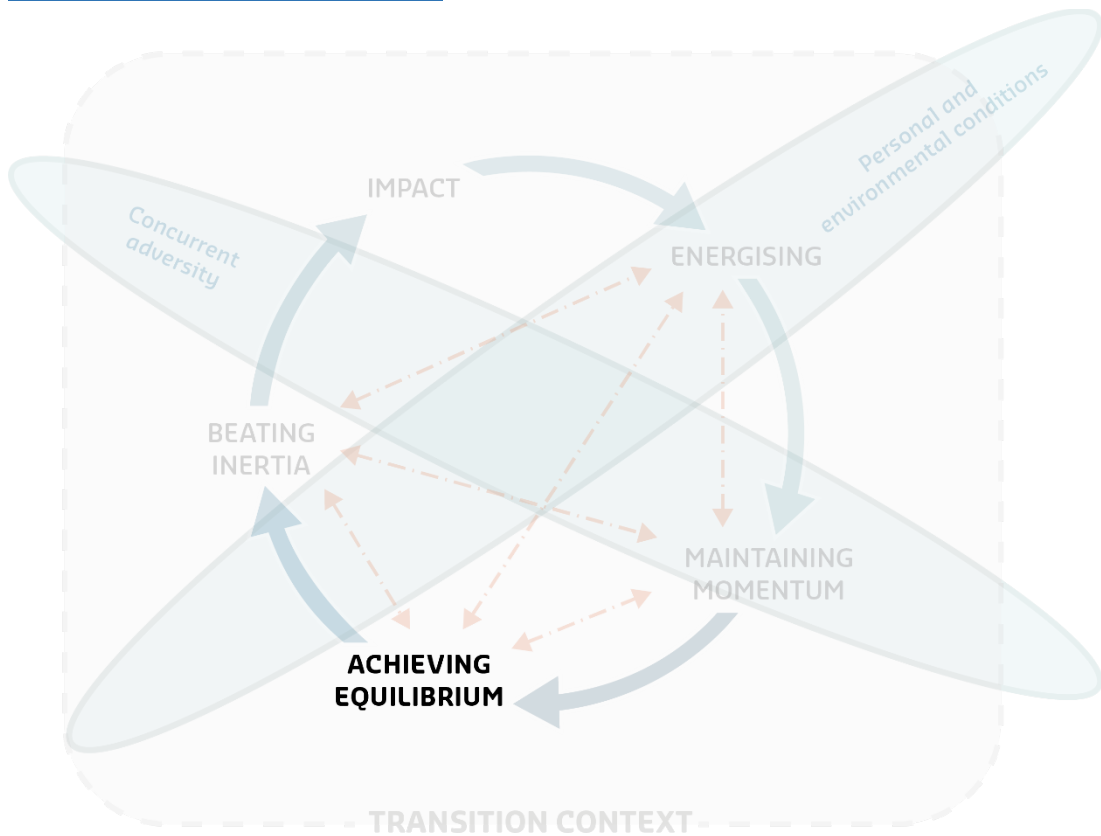 Personal and
environmental conditions
IMPACT
Concurrent
adversity
ENERGISING
BEATING
INERTIA
MAINTAINING
MOMENTUM
ACHIEVING
EQUILIBRIUM
TRANSITION CONTEXT